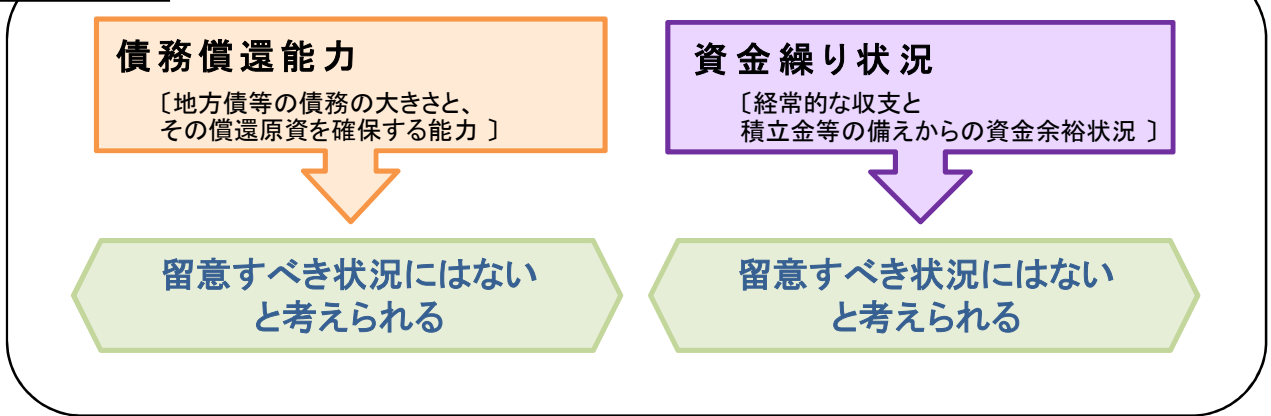 債務償還能力
〔地方債等の債務の大きさと、
その償還原資を確保する能力 〕
留意すべき状況にはない
と考えられる
資金繰り状況
〔経常的な収支と
積立金等の備えからの資金余裕状況 〕
留意すべき状況にはない
と考えられる